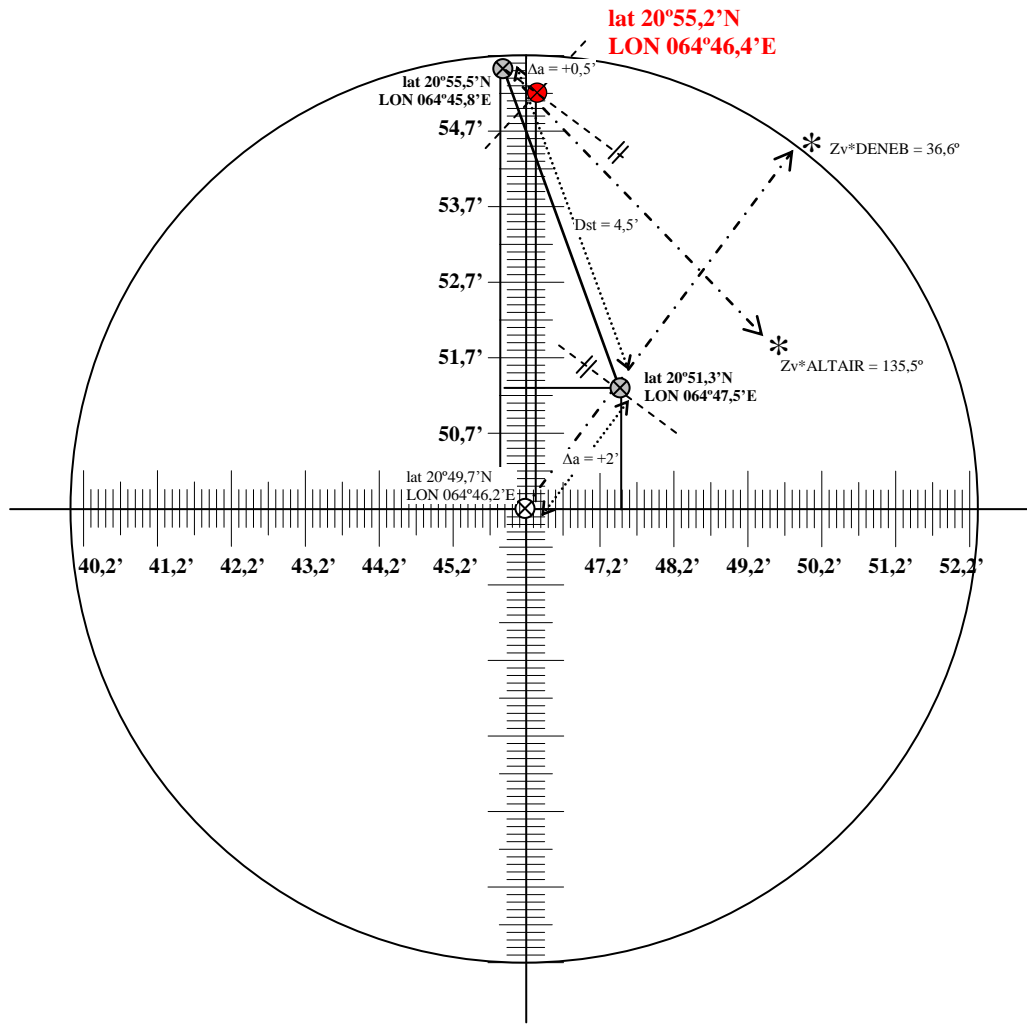 lat 20º55,2’N
LON 064º46,4’E
Δa = +0,5’
lat 20º55,5’N
LON 064º45,8’E
54,7’
Zv*DENEB = 36,6º
53,7’
Dst = 4,5’
52,7’
51,7’
Zv*ALTAIR = 135,5º
lat 20º51,3’N
LON 064º47,5’E
50,7’
Δa = +2’
lat 20º49,7’N
LON 064º46,2’E
40,2’ 41,2’ 42,2’ 43,2’ 44,2’ 45,2’ 47,2’ 48,2’ 49,2’ 50,2’ 51,2’ 52,2’